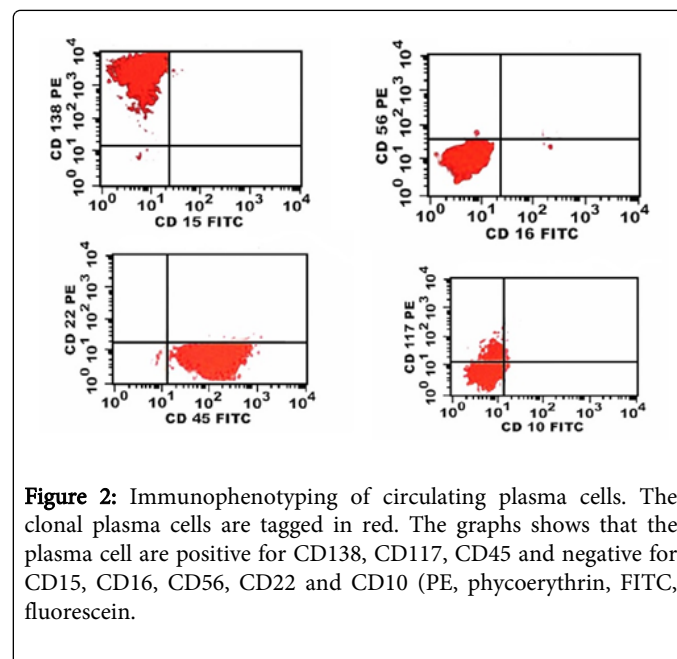 10⁰ 10¹ 10² 10³ 10⁴
CD 138 PE
10⁰ 10¹ 10² 10³ 10⁴
CD 15 FITC
10⁰ 10¹ 10² 10³ 10⁴
CD 56 PE
10⁰ 10¹ 10² 10³ 10⁴
CD 16 FITC
10⁰ 10¹ 10² 10³ 10⁴
CD 22 PE
10⁰ 10¹ 10² 10³ 10⁴
CD 45 FITC
10⁰ 10¹ 10² 10³ 10⁴
CD 117 PE
10⁰ 10¹ 10² 10³ 10⁴
CD 10 FITC
Figure 2: Immunophenotyping of circulating plasma cells. The
clonal plasma cells are tagged in red. The graphs shows that the
plasma cell are positive for CD138, CD117, CD45 and negative for
CD15, CD16, CD56, CD22 and CD10 (PE, phycoerythrin, FITC,
fluorescein.